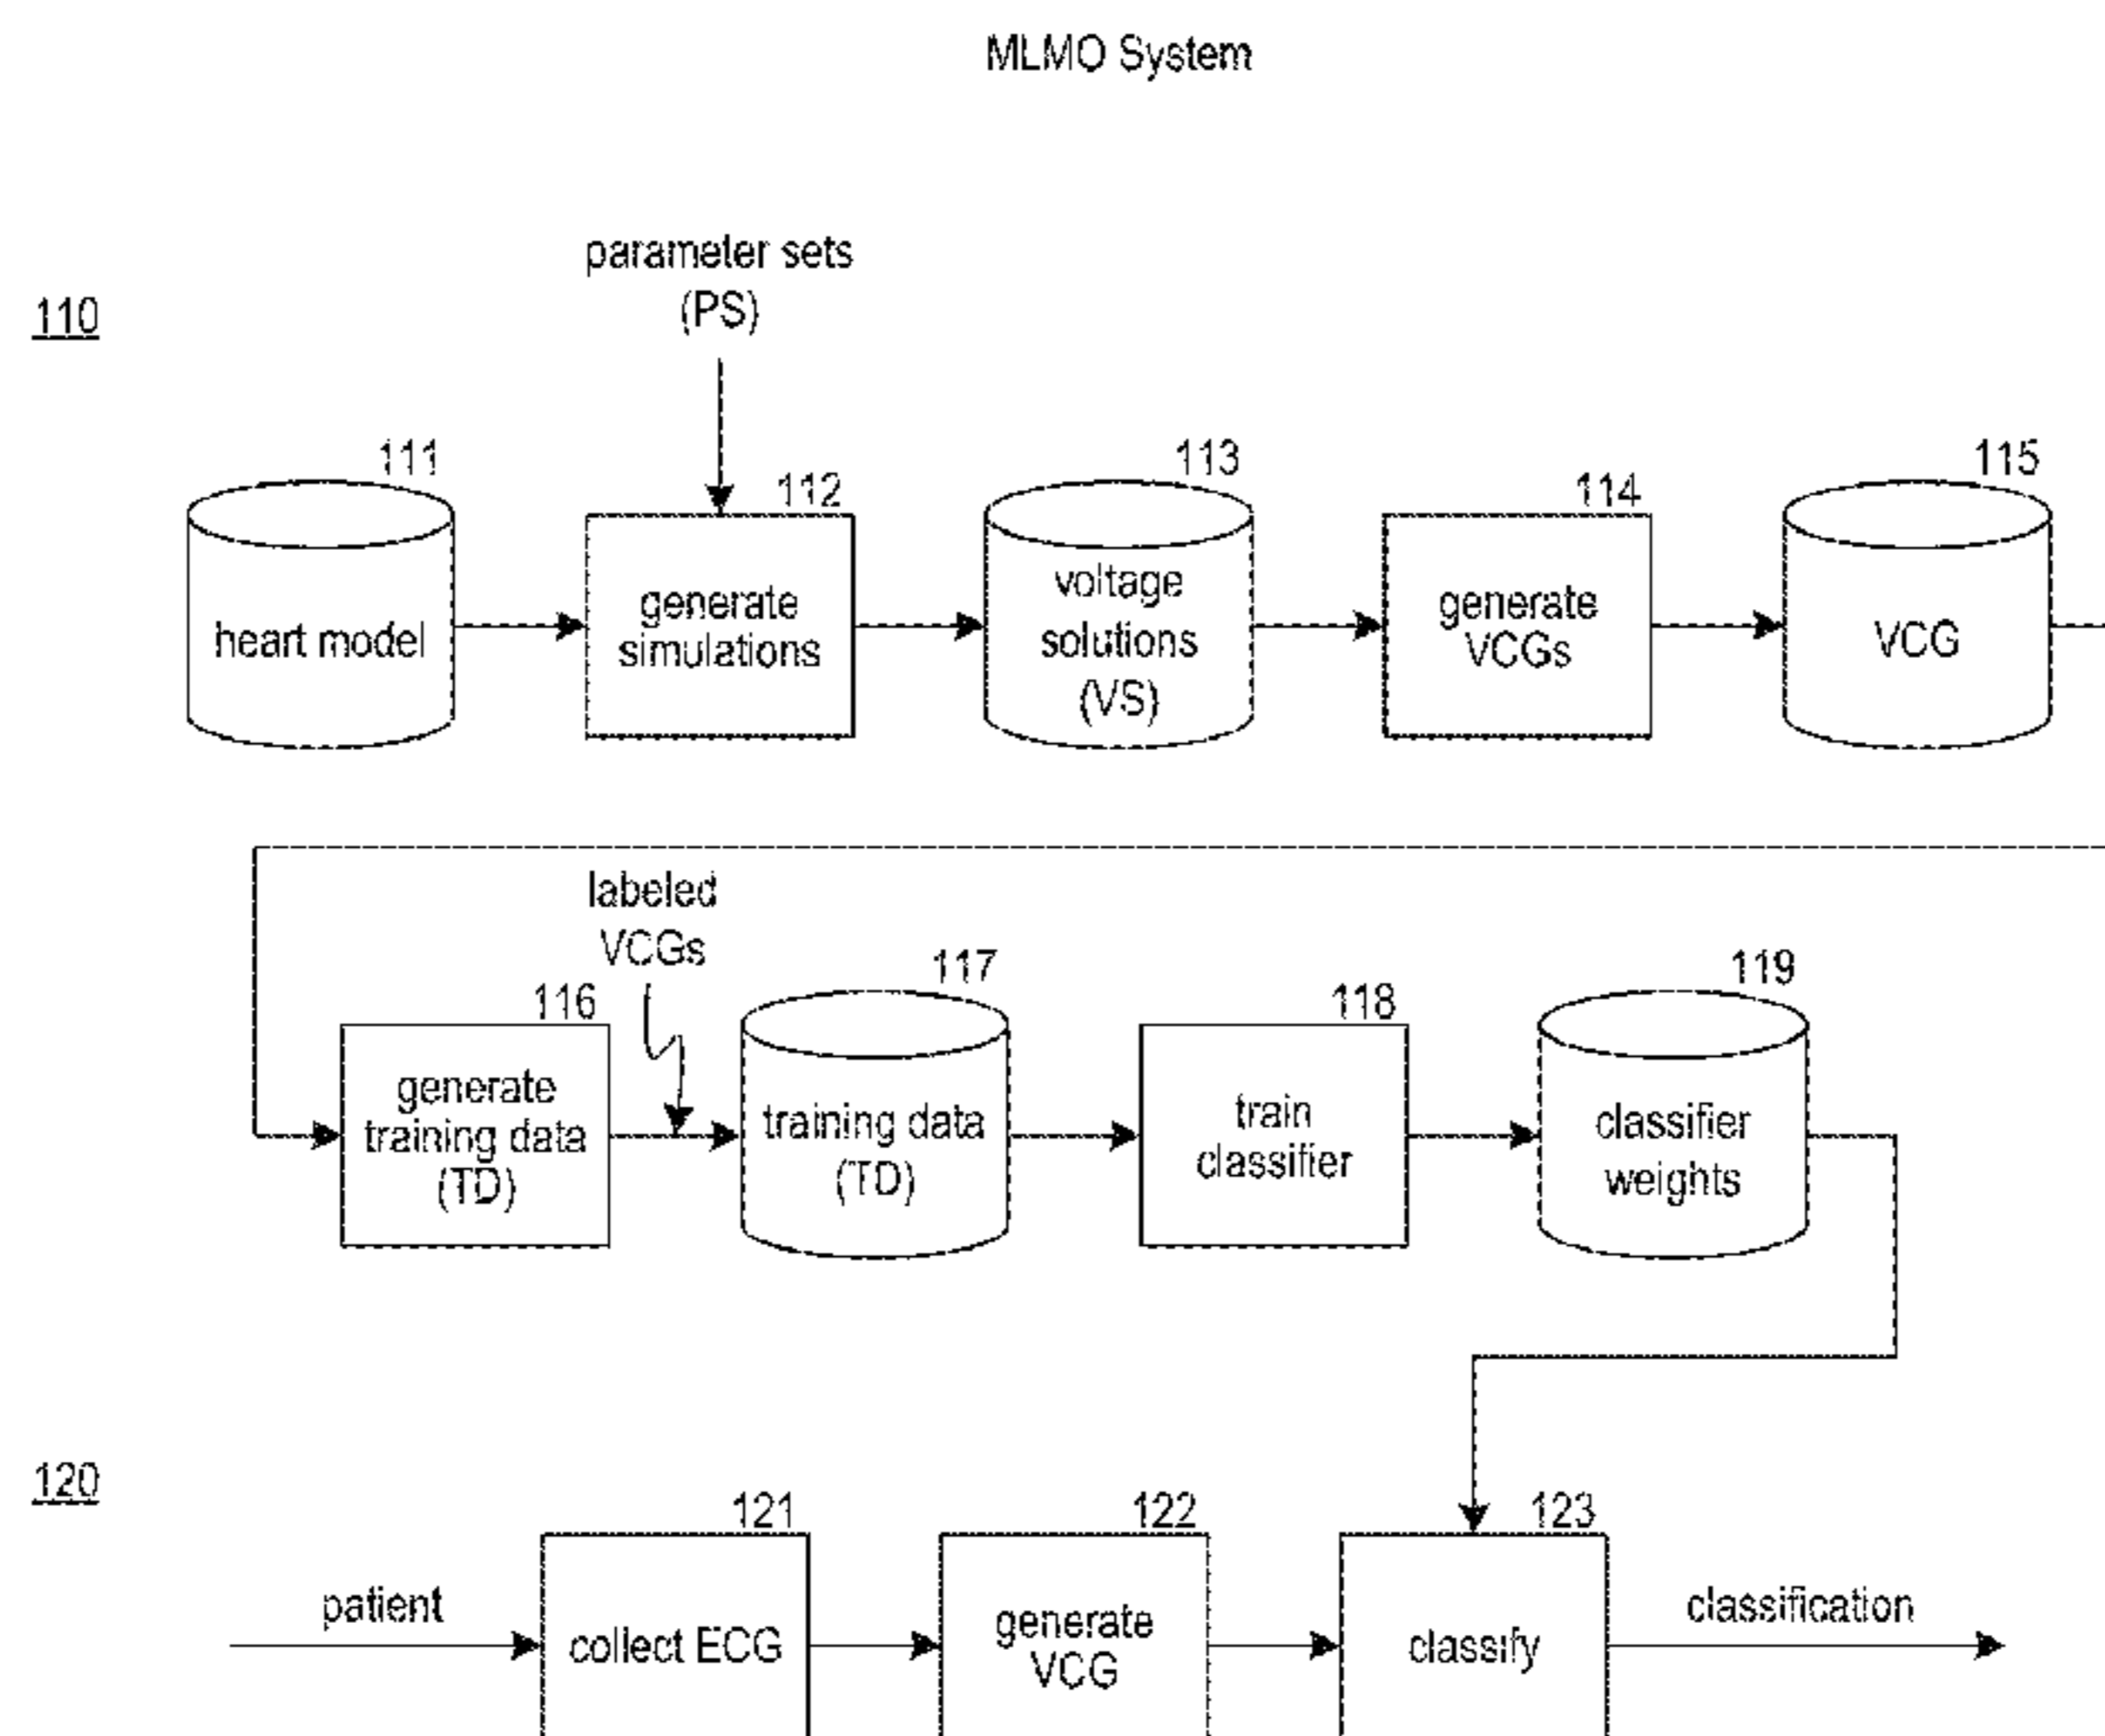 MLMO System
parameter sets
(PS)
110
111
112
113
114
115
heart model
generate
simulations
voltage
solutions
(VS)
generate
VCGs
VCG
labeled
VCGs
116
117
118
119
generate
training data
(TD)
training data
(TD)
train
classifier
classifier
weights
120
121
122
123
patient
collect ECG
generate
VCG
classify
classification